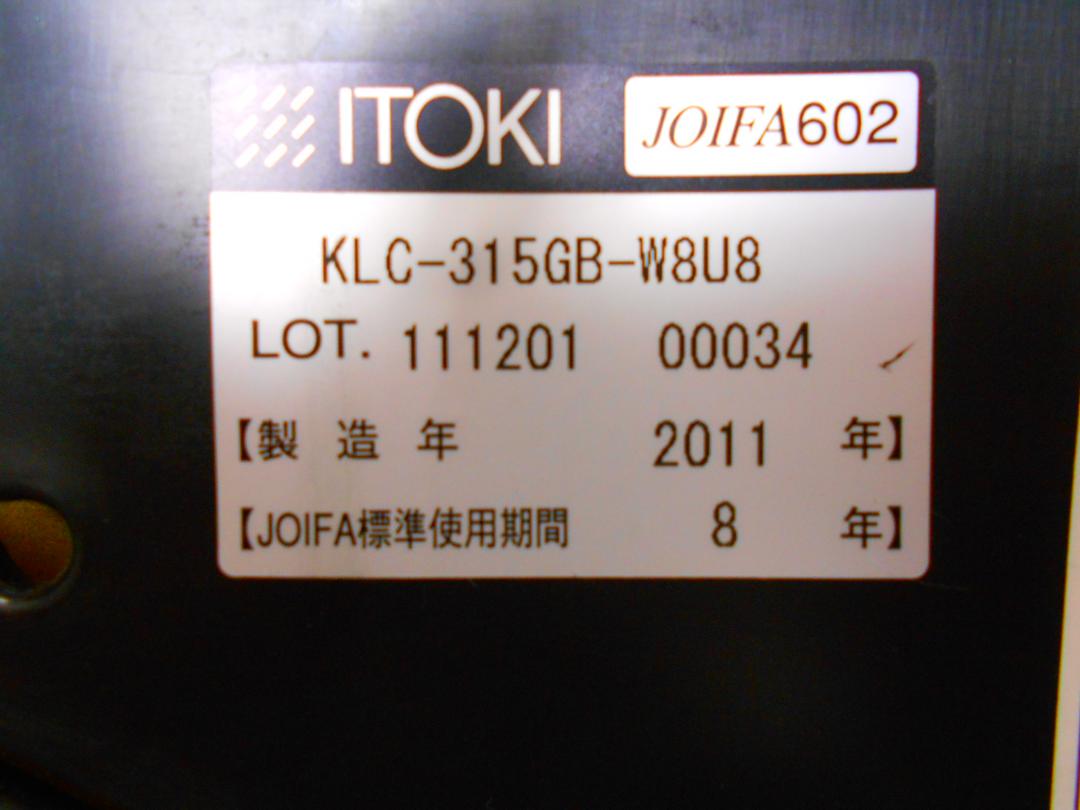 ITOKI JOIFA602
KLC-315GB-W8U8
LOT. 111201 00034
【製 造 年 2011 年】
【JOIFA標準使用期間 8 年】